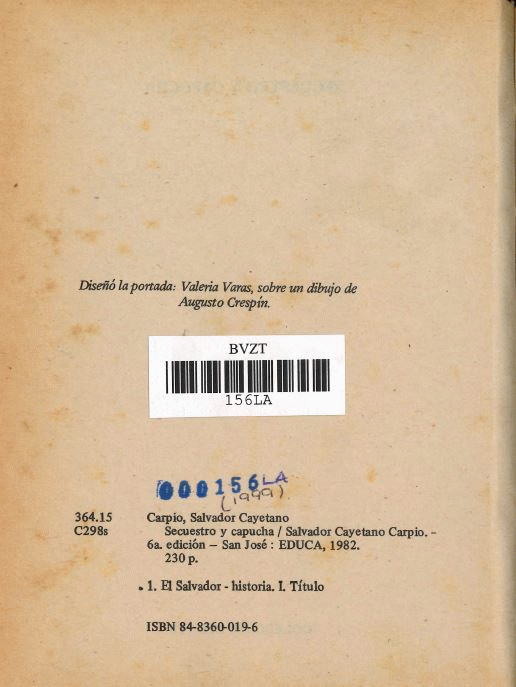 Diseñó la portada: Valeria Varas, sobre un dibujo de
Augusto Crespín.
BVZT
156LA
000156LA
(1999)
364.15 Carpio, Salvador Cayetano
C298s Secuestro y capucha / Salvador Cayetano Carpio. –
6a. edición – San José : EDUCA, 1982.
230 p.
1. El Salvador - historia. I. Título
ISBN 84-8360-019-6